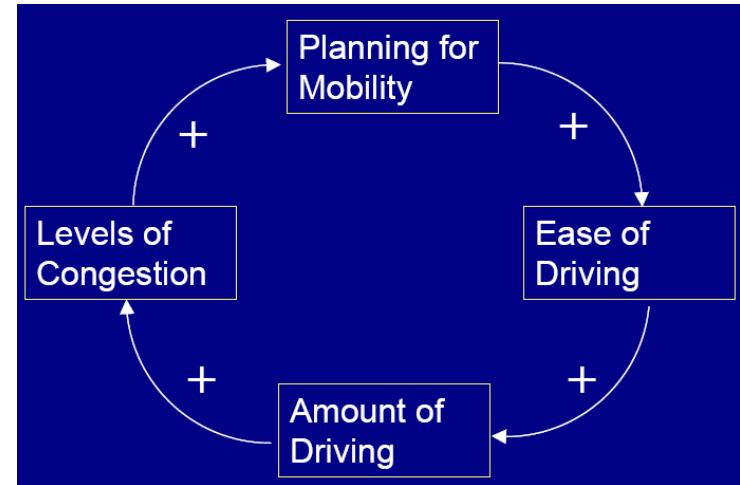 Planning for
Mobility
+
+
Levels of
Congestion
Ease of
Driving
+
+
Amount of
Driving